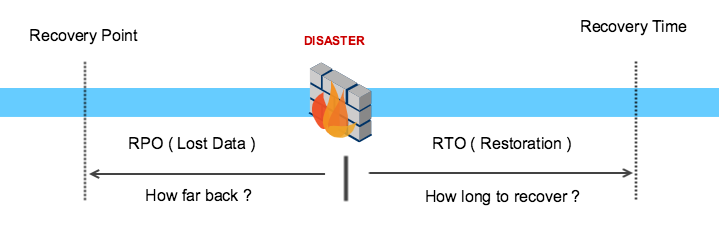 Recovery Point
DISASTER
Recovery Time
RPO ( Lost Data )
RTO ( Restoration )
How far back ?
How long to recover ?